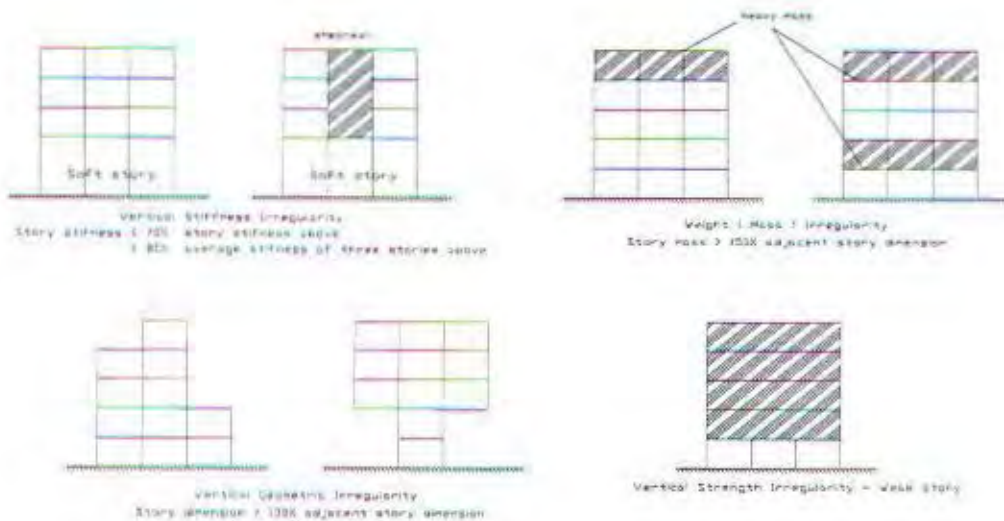 Heavy Mass
Soft story
Soft story
Vertical Stiffness Irregularity
Story stiffness < 70% story stiffness above
< 80% average stiffness of three stories above
Weight ( Mass ) Irregularity
Story mass > 150% adjacent story dimension
Vertical Geometric Irregularity
Story dimension > 130% adjacent story dimension
Vertical Strength Irregularity - Weak story